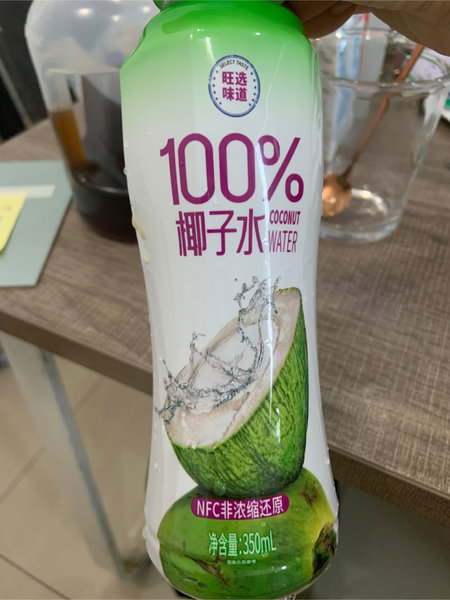 SELECT TASTE
旺选
味道
100%
椰子水
COCONUT
WATER
NFC非浓缩还原
净含量:350mL